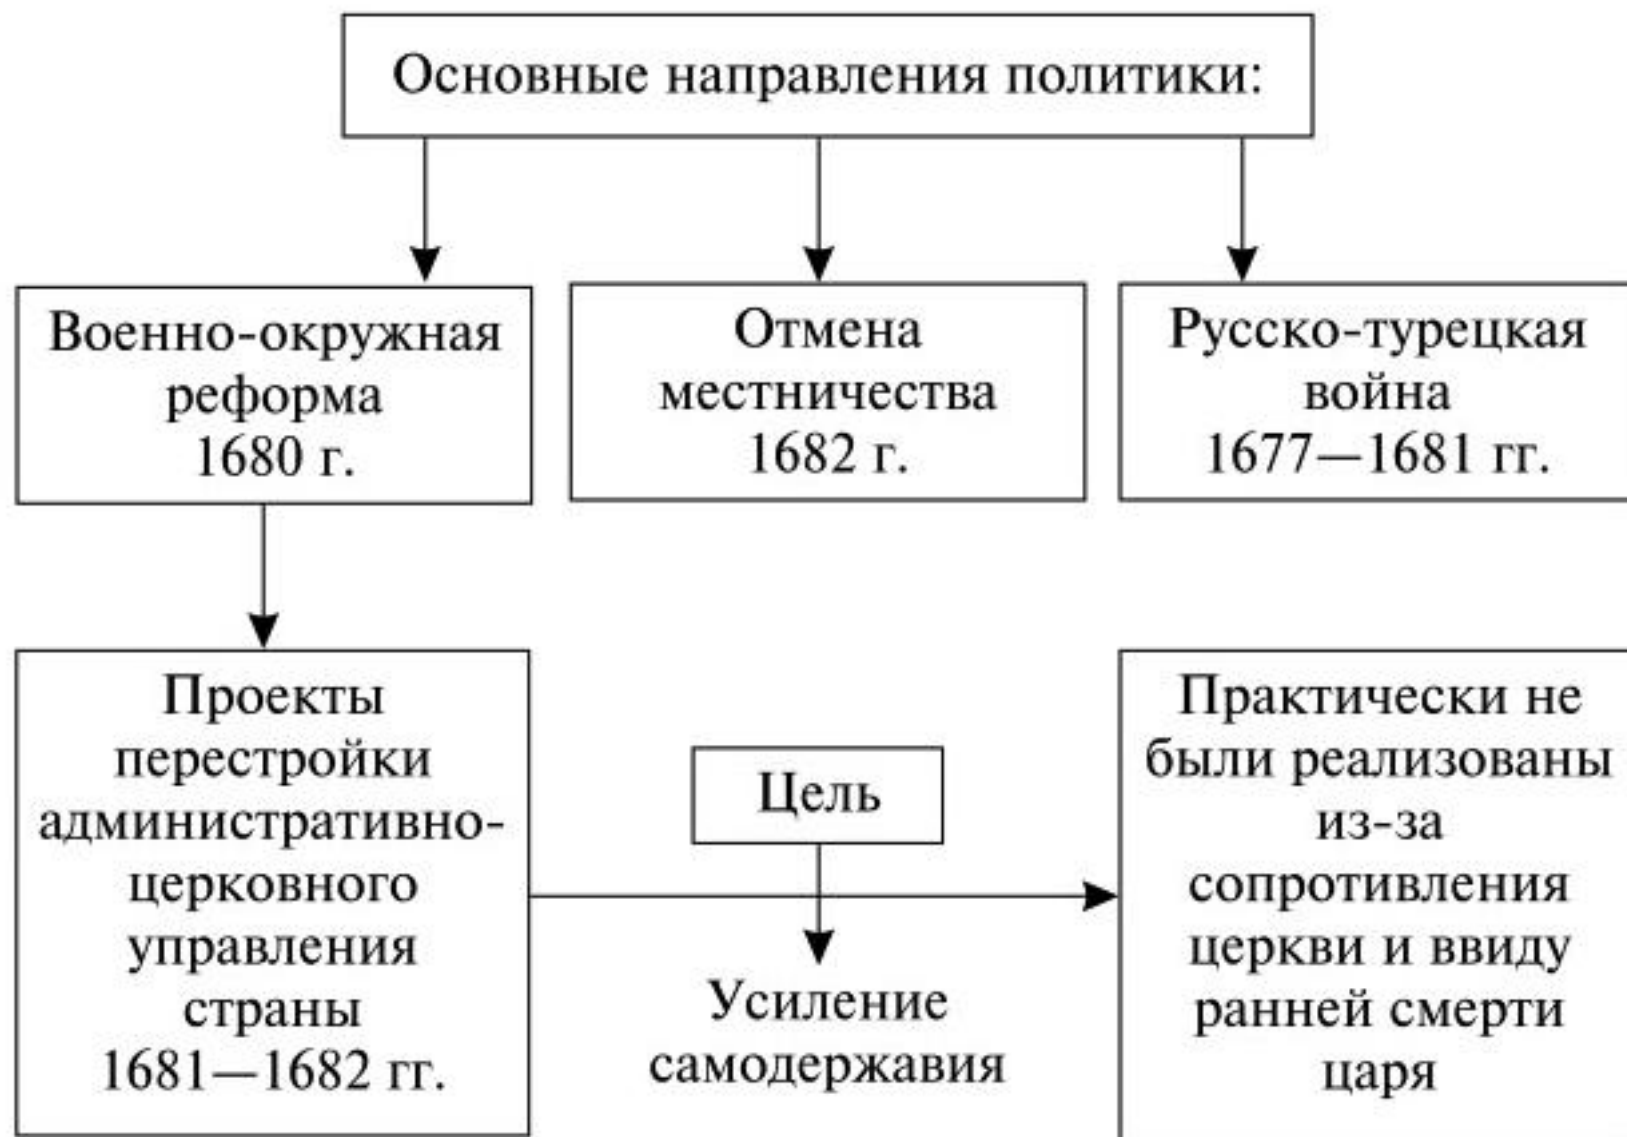 Основные направления политики:
Военно-окружная
реформа
1680 г.
Отмена
местничества
1682 г.
Русско-турецкая
война
1677—1681 гг.
Проекты
перестройки
административно-
церковного
управления
страны
1681—1682 гг.
Цель
Усиление
самодержавия
Практически не
были реализованы
из-за
сопротивления
церкви и ввиду
ранней смерти
царя